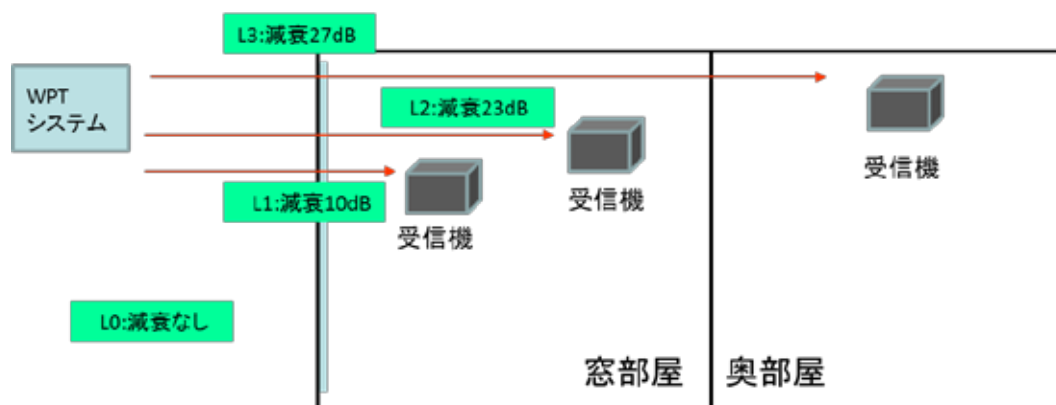 L3:減衰27dB
WPT
システム
L2:減衰23dB
受信機
受信機
L1:減衰10dB
受信機
L0:減衰なし
窓部屋
奥部屋